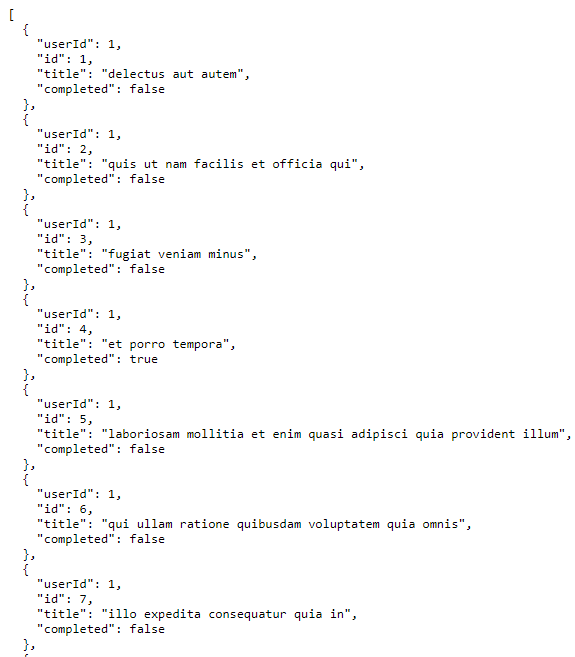 [
  {
    "userId": 1,
    "id": 1,
    "title": "delectus aut autem",
    "completed": false
  },
  {
    "userId": 1,
    "id": 2,
    "title": "quis ut nam facilis et officia qui",
    "completed": false
  },
  {
    "userId": 1,
    "id": 3,
    "title": "fugiat veniam minus",
    "completed": false
  },
  {
    "userId": 1,
    "id": 4,
    "title": "et porro tempora",
    "completed": true
  },
  {
    "userId": 1,
    "id": 5,
    "title": "laboriosam mollitia et enim quasi adipisci quia provident illum",
    "completed": false
  },
  {
    "userId": 1,
    "id": 6,
    "title": "qui ullam ratione quibusdam voluptatem quia omnis",
    "completed": false
  },
  {
    "userId": 1,
    "id": 7,
    "title": "illo expedita consequatur quia in",
    "completed": false
  },